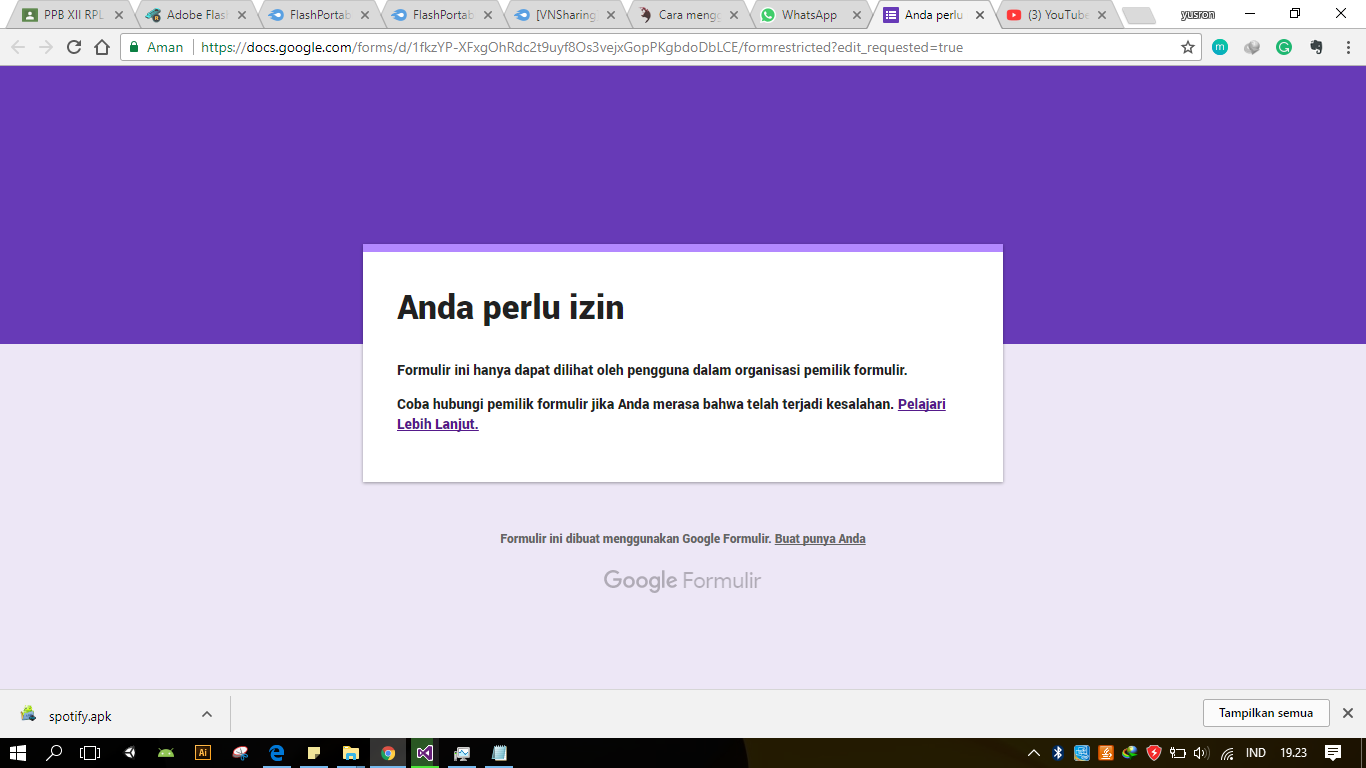 PPB XII RPL
Adobe Flas
FlashPortab
FlashPortab
[VNSharing
Cara mengg
WhatsApp
Anda perlu
(3) YouTube
yusron
Aman
https://docs.google.com/forms/d/1fkzYP-XFxgOhRdc2t9uyf8Os3vejxGopPKgbdoDbLCE/formrestricted?edit_requested=true
Anda perlu izin
Formulir ini hanya dapat dilihat oleh pengguna dalam organisasi pemilik formulir.
Coba hubungi pemilik formulir jika Anda merasa bahwa telah terjadi kesalahan. Pelajari
Lebih Lanjut.
Formulir ini dibuat menggunakan Google Formulir. Buat punya Anda
Google Formulir
spotify.apk
Tampilkan semua
Ai
IND
19.23